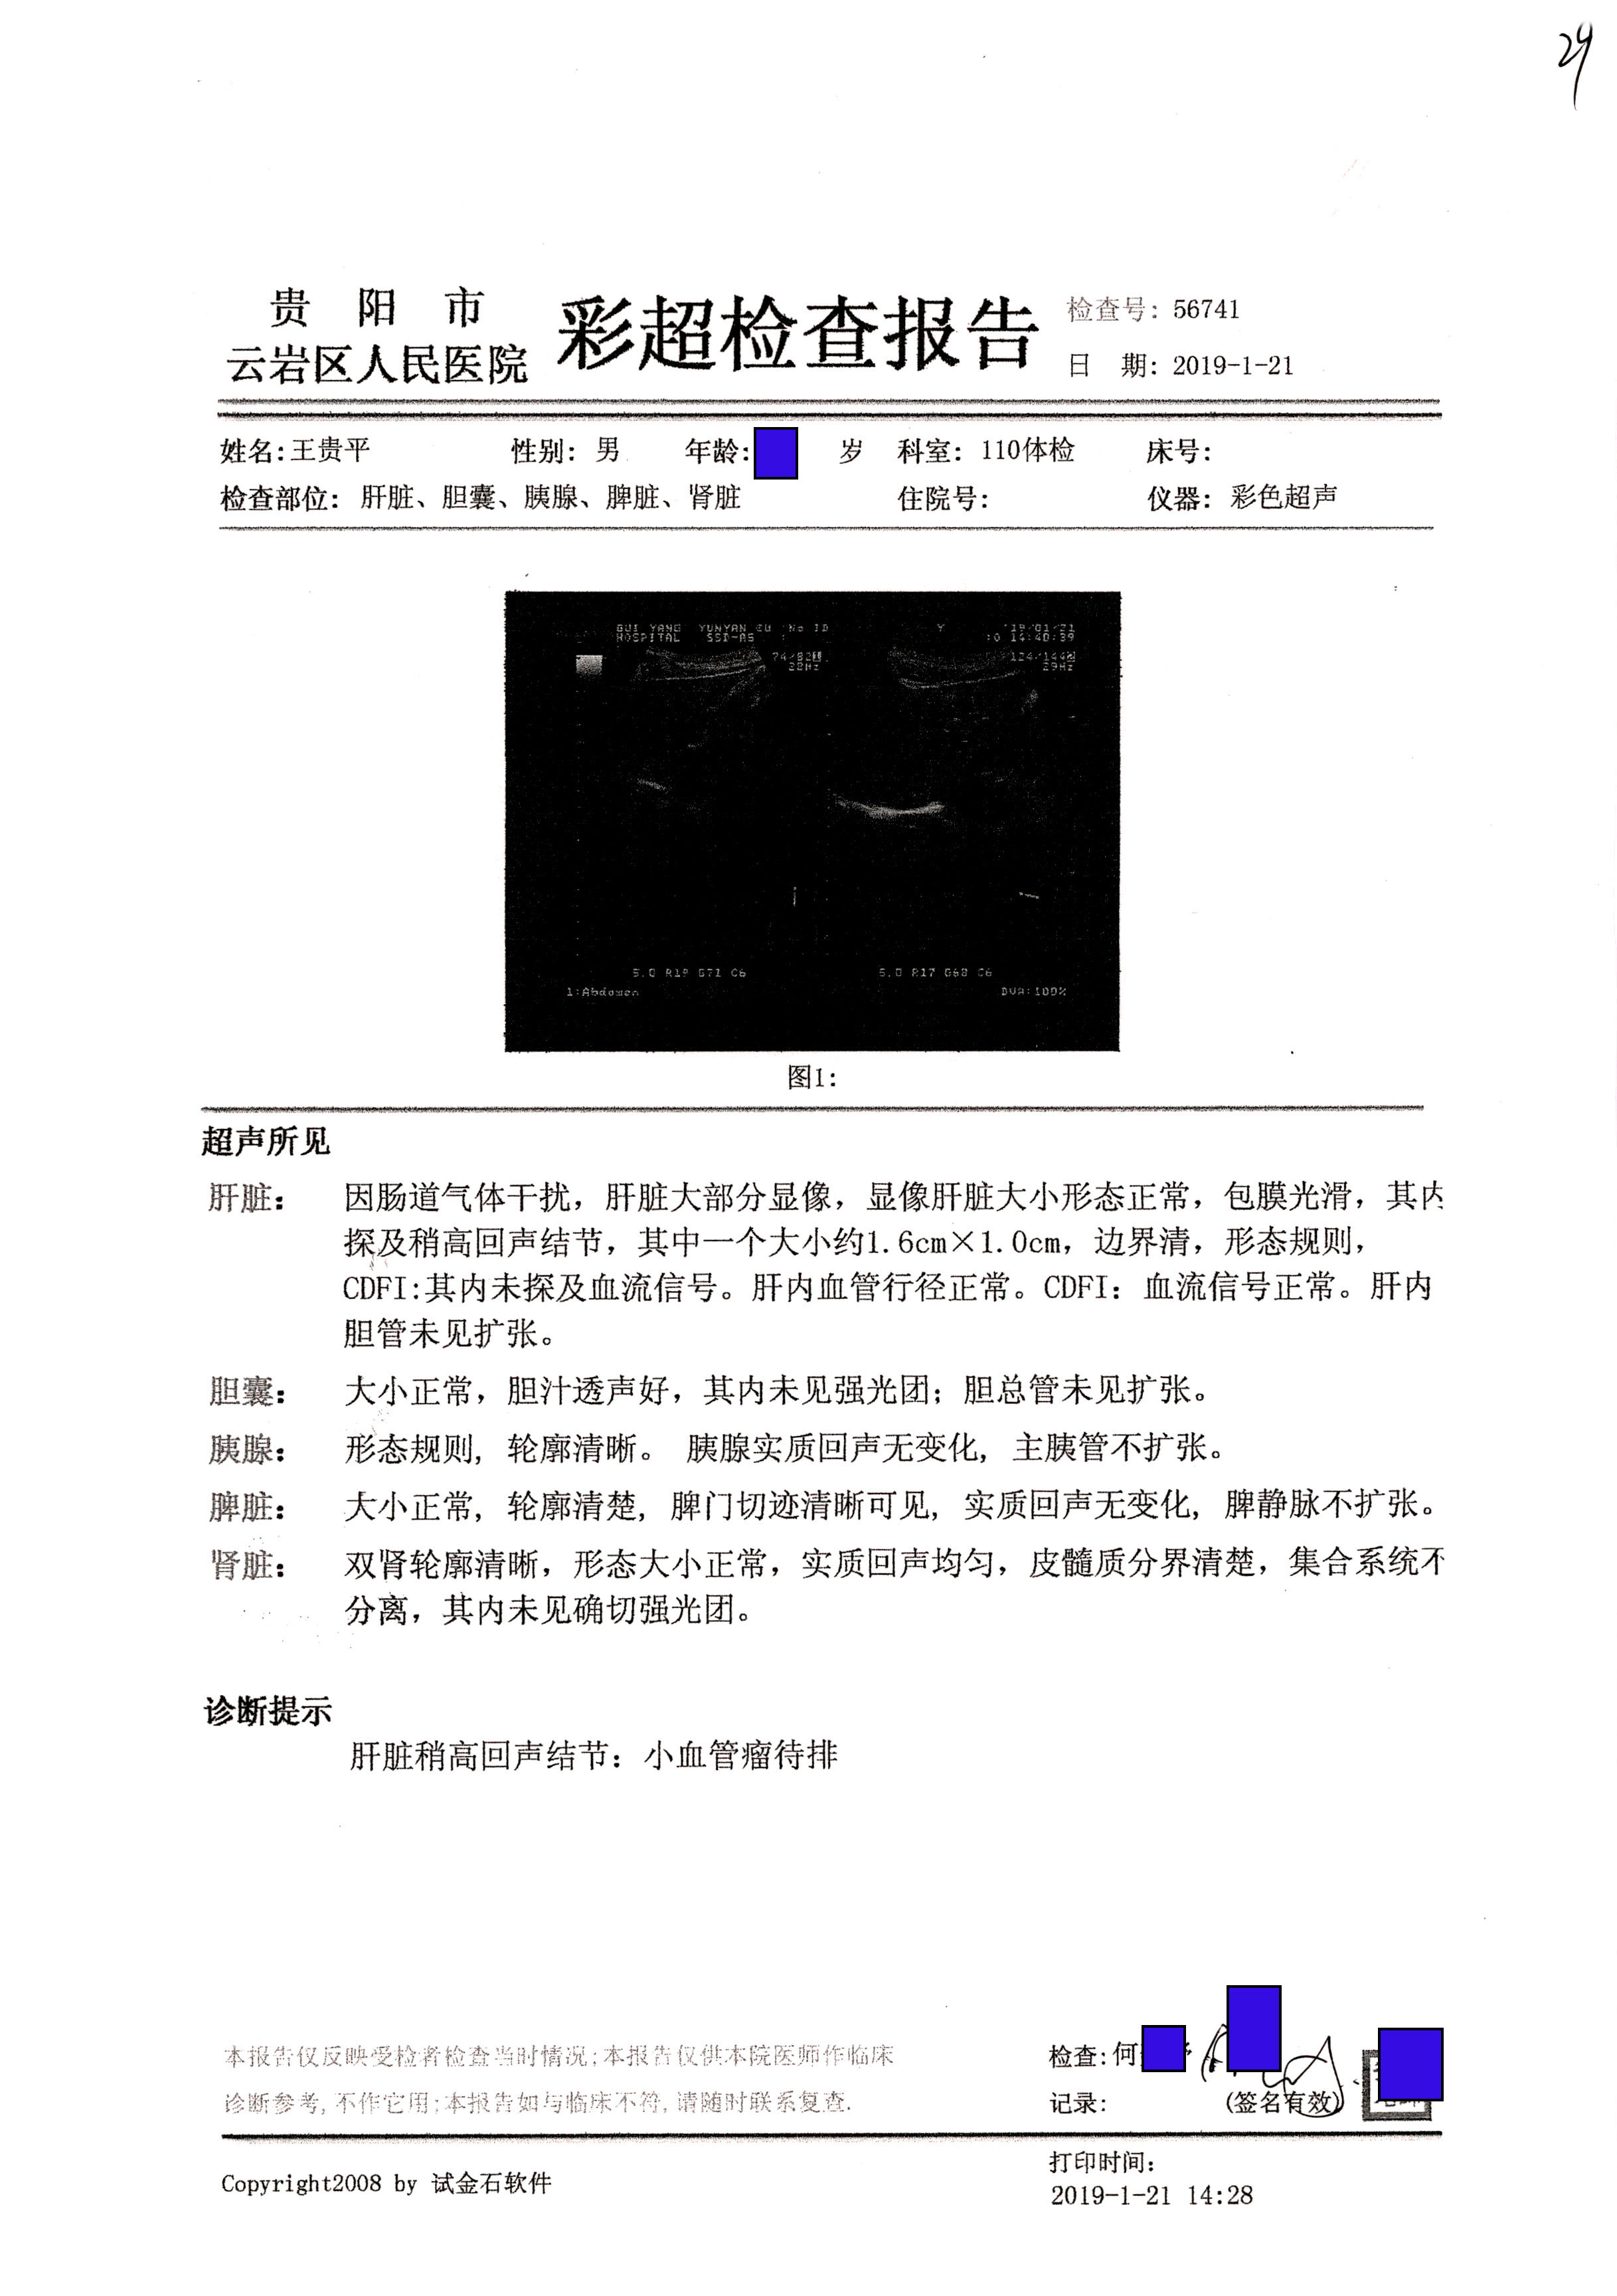 24
贵 阳 市
云岩区人民医院
彩超检查报告
检查号: 56741
日 期: 2019-1-21
姓名:王贵平 性别: 男 年龄: 岁 科室: 110体检 床号:
检查部位: 肝脏、胆囊、胰腺、脾脏、肾脏 住院号: 仪器: 彩色超声
GUI YANG YUNYAN No ID Y '19/01/21
HOSPITAL 14:40:39
5.0 R19 G71 C6 5.0 R17 G68 C6
1:Abdomen DVA:100%
图1:
超声所见
肝脏: 因肠道气体干扰，肝脏大部分显像，显像肝脏大小形态正常，包膜光滑，其内
探及稍高回声结节，其中一个大小约1.6cm×1.0cm，边界清，形态规则，
CDFI:其内未探及血流信号。肝内血管行径正常。CDFI: 血流信号正常。肝内
胆管未见扩张。
胆囊: 大小正常，胆汁透声好，其内未见强光团；胆总管未见扩张。
胰腺: 形态规则, 轮廓清晰。 胰腺实质回声无变化, 主胰管不扩张。
脾脏: 大小正常, 轮廓清楚, 脾门切迹清晰可见, 实质回声无变化, 脾静脉不扩张。
肾脏: 双肾轮廓清晰，形态大小正常，实质回声均匀，皮髓质分界清楚，集合系统不
分离，其内未见确切强光团。
诊断提示
肝脏稍高回声结节: 小血管瘤待排
本报告仅反映受检者检查当时情况;本报告仅供本院医师作临床
诊断参考,不作它用;本报告如与临床不符,请随时联系复查.
检查:何
记录: (签名有效)
Copyright2008 by 试金石软件
打印时间:
2019-1-21 14:28